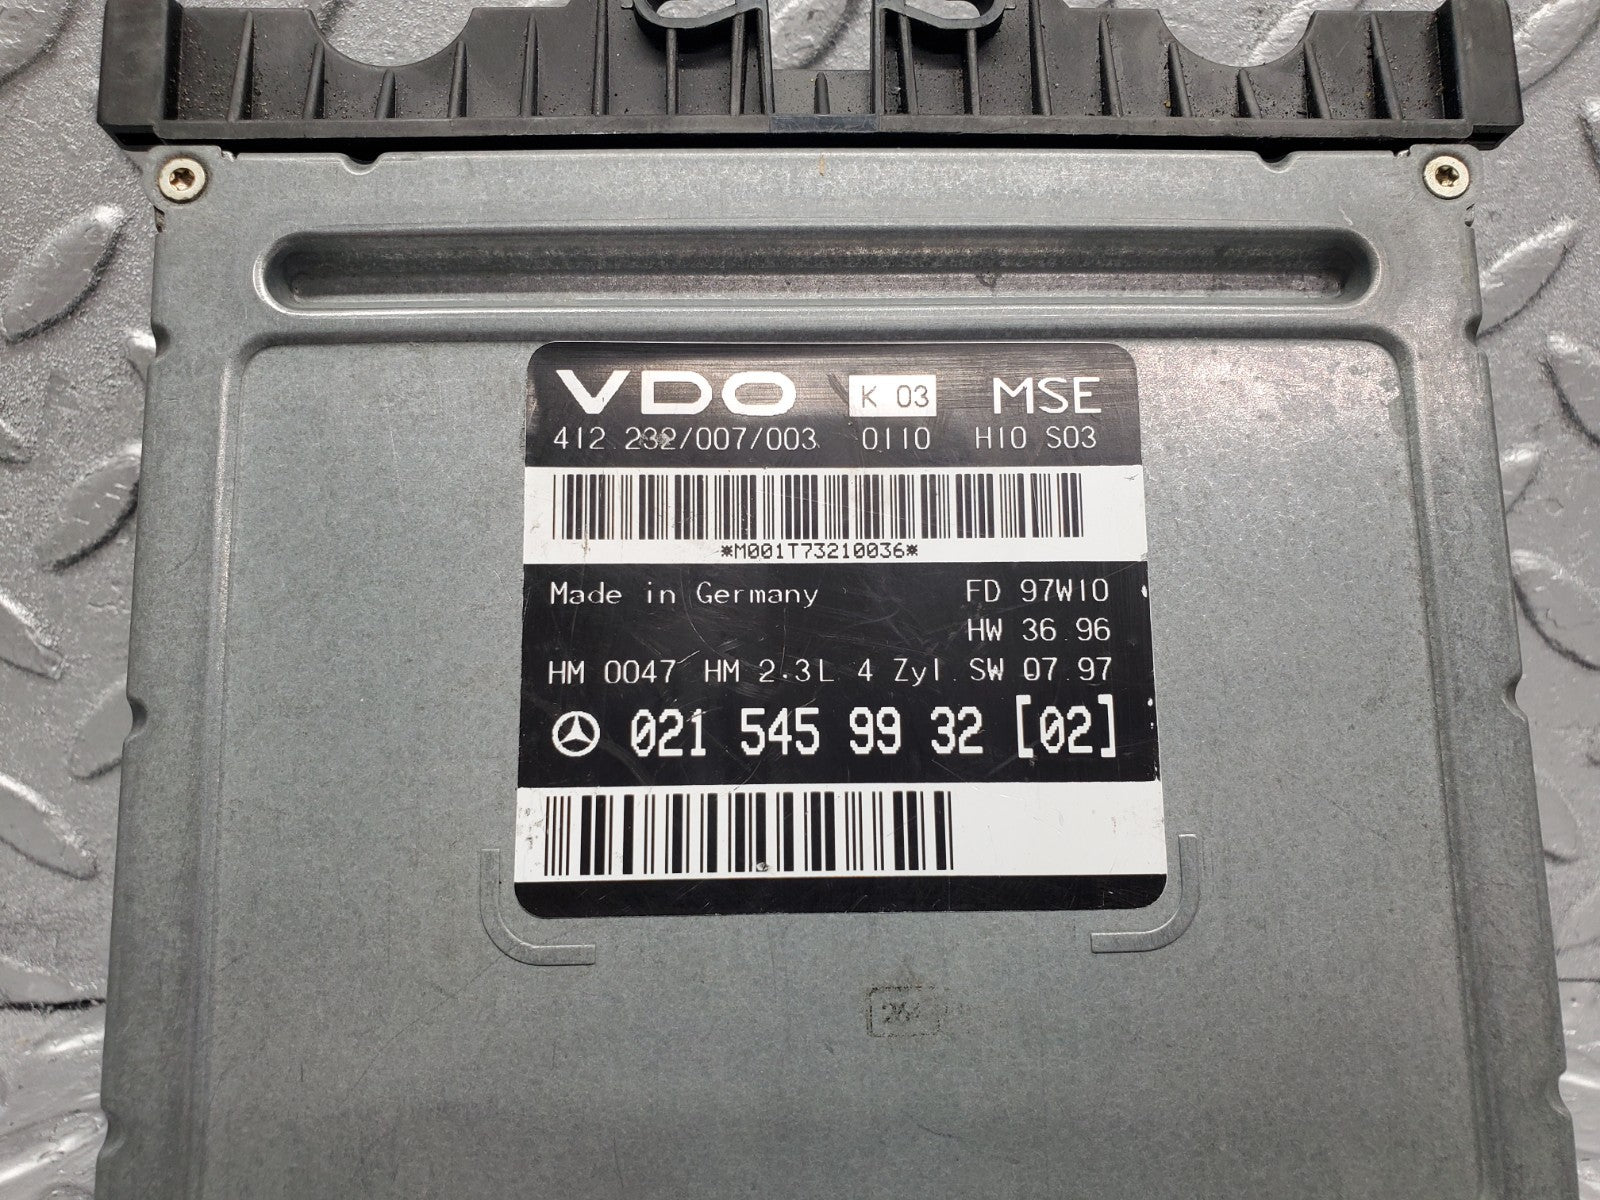 VDO K 03 MSE
412.232/007/003 0110 H10 S03
*M001T73210036*
Made in Germany FD 97W10
HW 36.96
HM 0047 HM 2.3L 4 Zyl. SW 07.97
021 545 99 32 [02]